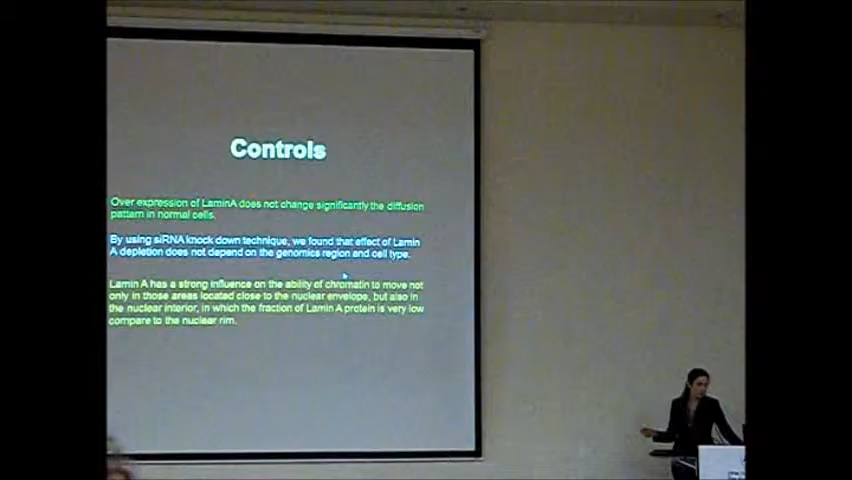 Controls
Over expression of LaminA does not change significantly the diffusion
pattern in normal cells.
By using siRNA knock down technique, we found that effect of Lamin
A depletion does not depend on the genomics region and cell type.
Lamin A has a strong influence on the ability of chromatin to move not
only in those areas located close to the nuclear envelope, but also in
the nuclear interior, in which the fraction of Lamin A protein is very low
compare to the nuclear rim.